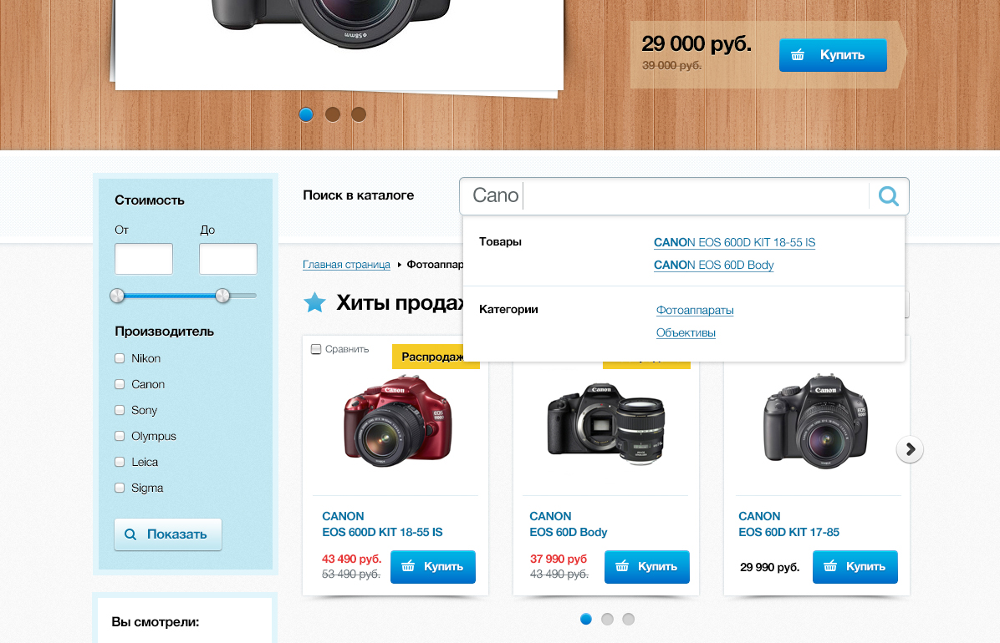 ⌀58mm
29 000 руб.
39 000 руб.
Купить
Стоимость
От
До
Производитель
Nikon
Canon
Sony
Olympus
Leica
Sigma
Показать
Вы смотрели:
Поиск в каталоге
Cano
Товары
CANON EOS 600D KIT 18-55 IS
CANON EOS 60D Body
Категории
Фотоаппараты
Объективы
Главная страница
Фотоаппар
Хиты продаж
Сравнить
Распродаж
Canon
EOS
CANON
EOS 600D KIT 18-55 IS
43 490 руб.
53 490 руб.
Купить
Canon
CANON
EOS 60D Body
37 990 руб
43 490 руб.
Купить
Canon
EOS
CANON
EOS 60D KIT 17-85
29 990 руб.
Купить